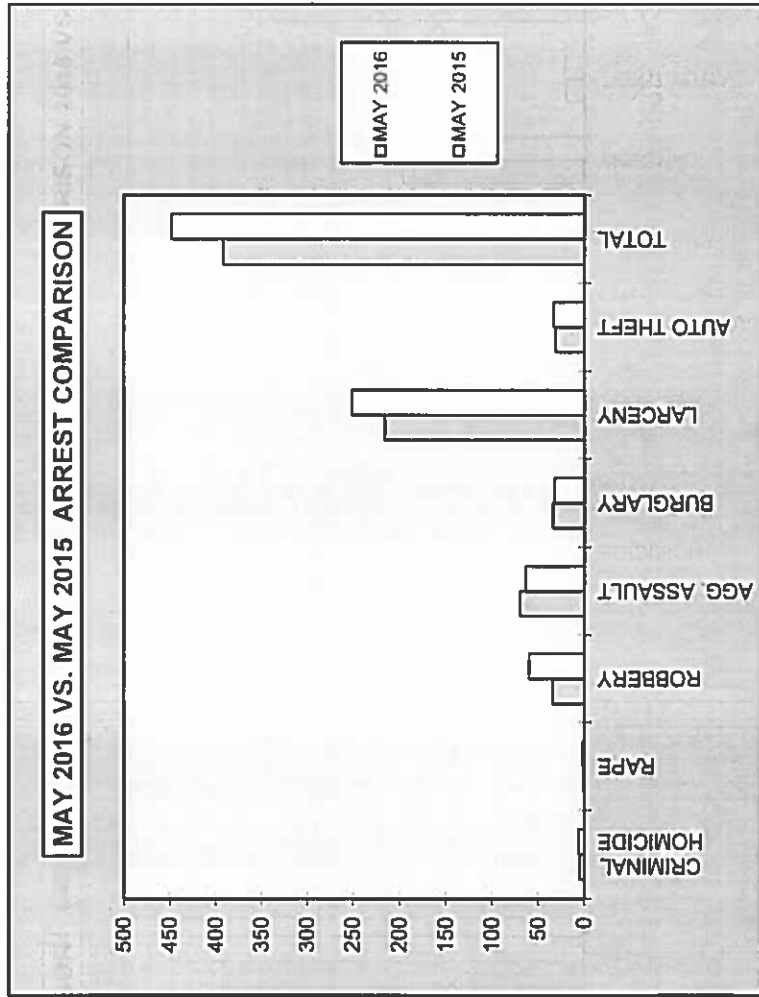 MAY 2016 VS. MAY 2015 ARREST COMPARISON
500
450
400
350
300
250
200
150
100
50
0
CRIMINAL
HOMICIDE
RAPE
ROBBERY
AGG. ASSAULT
BURGLARY
LARCENY
AUTO THEFT
TOTAL
MAY 2016
MAY 2015